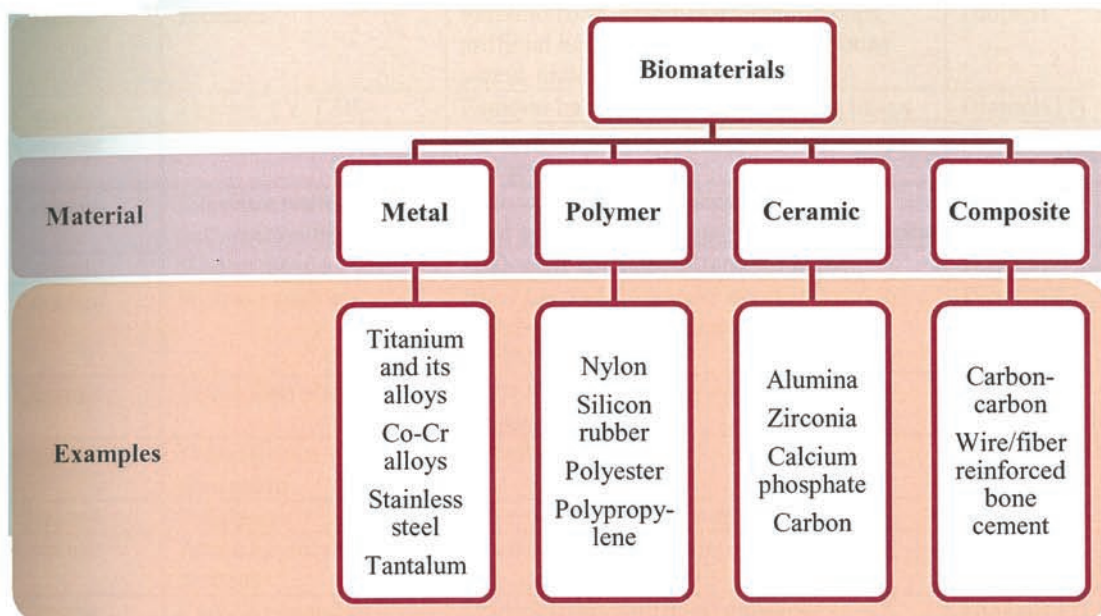 Biomaterials
Material
Metal
Polymer
Ceramic
Composite
Examples
Titanium
and its
alloys
Co-Cr
alloys
Stainless
steel
Tantalum
Nylon
Silicon
rubber
Polyester
Polypropy-
lene
Alumina
Zirconia
Calcium
phosphate
Carbon
Carbon-
carbon
Wire/fiber
reinforced
bone
cement